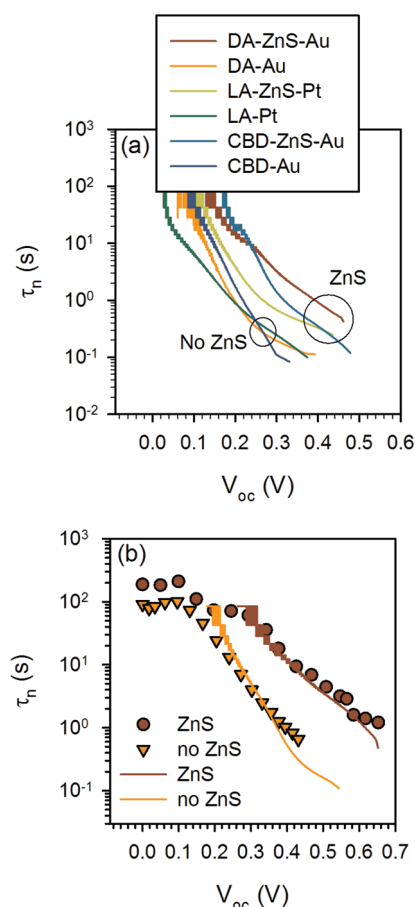 DA-ZnS-Au
DA-Au
LA-ZnS-Pt
LA-Pt
CBD-ZnS-Au
CBD-Au
(a)
10³
10²
10¹
10⁰
10⁻¹
10⁻²
τn (s)
ZnS
No ZnS
0.0 0.1 0.2 0.3 0.4 0.5 0.6
Voc (V)
(b)
10³
10²
10¹
10⁰
10⁻¹
τn (s)
ZnS
no ZnS
ZnS
no ZnS
0.0 0.1 0.2 0.3 0.4 0.5 0.6 0.7
Voc (V)